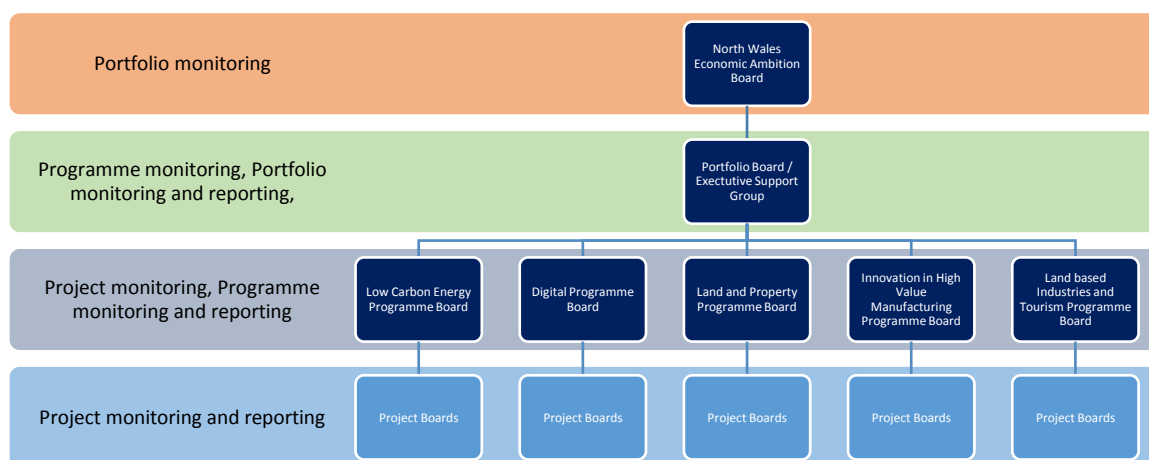 Portfolio monitoring
North Wales
Economic Ambition
Board
Programme monitoring, Portfolio
monitoring and reporting,
Portfolio Board /
Exectutive Support
Group
Project monitoring, Programme
monitoring and reporting
Low Carbon Energy
Programme Board
Digital Programme
Board
Land and Property
Programme Board
Innovation in High
Value
Manufacturing
Programme Board
Land based
Industries and
Tourism Programme
Board
Project monitoring and reporting
Project Boards
Project Boards
Project Boards
Project Boards
Project Boards